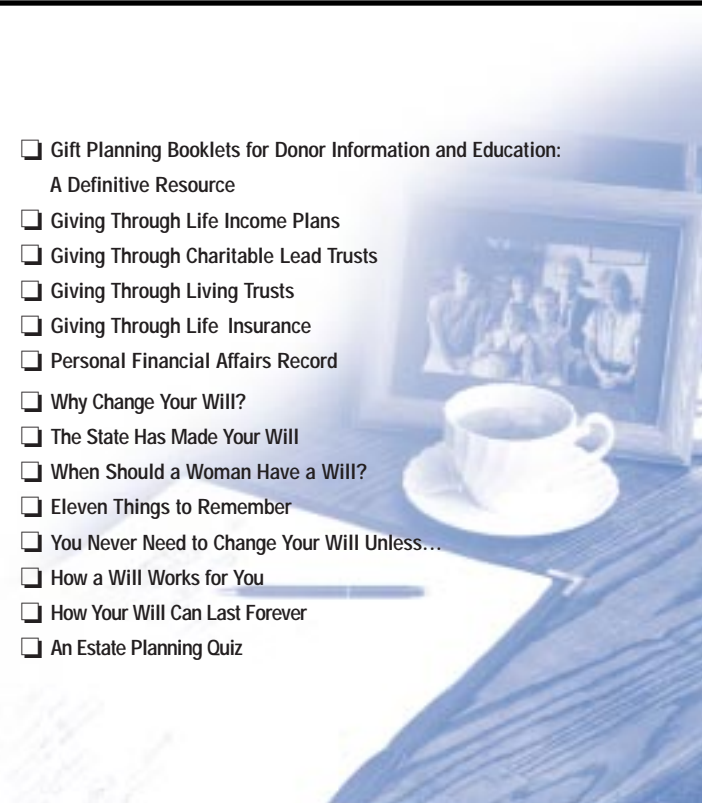 Gift Planning Booklets for Donor Information and Education:
A Definitive Resource
Giving Through Life Income Plans
Giving Through Charitable Lead Trusts
Giving Through Living Trusts
Giving Through Life Insurance
Personal Financial Affairs Record
Why Change Your Will?
The State Has Made Your Will
When Should a Woman Have a Will?
Eleven Things to Remember
You Never Need to Change Your Will Unless…
How a Will Works for You
How Your Will Can Last Forever
An Estate Planning Quiz